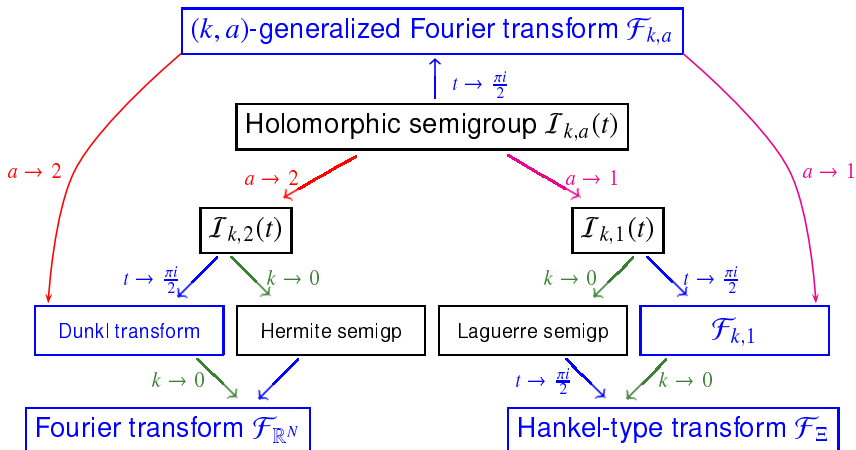 (k, a)-generalized Fourier transform ℱ_{k,a}
t → πi/2
Holomorphic semigroup ℐ_{k,a}(t)
a → 2
a → 2
a → 1
a → 1
ℐ_{k,2}(t)
ℐ_{k,1}(t)
t → πi/2
k → 0
k → 0
t → πi/2
Dunkl transform
Hermite semigp
Laguerre semigp
ℱ_{k,1}
k → 0
t → πi/2
k → 0
Fourier transform ℱ_{ℝ^N}
Hankel-type transform ℱ_Ξ